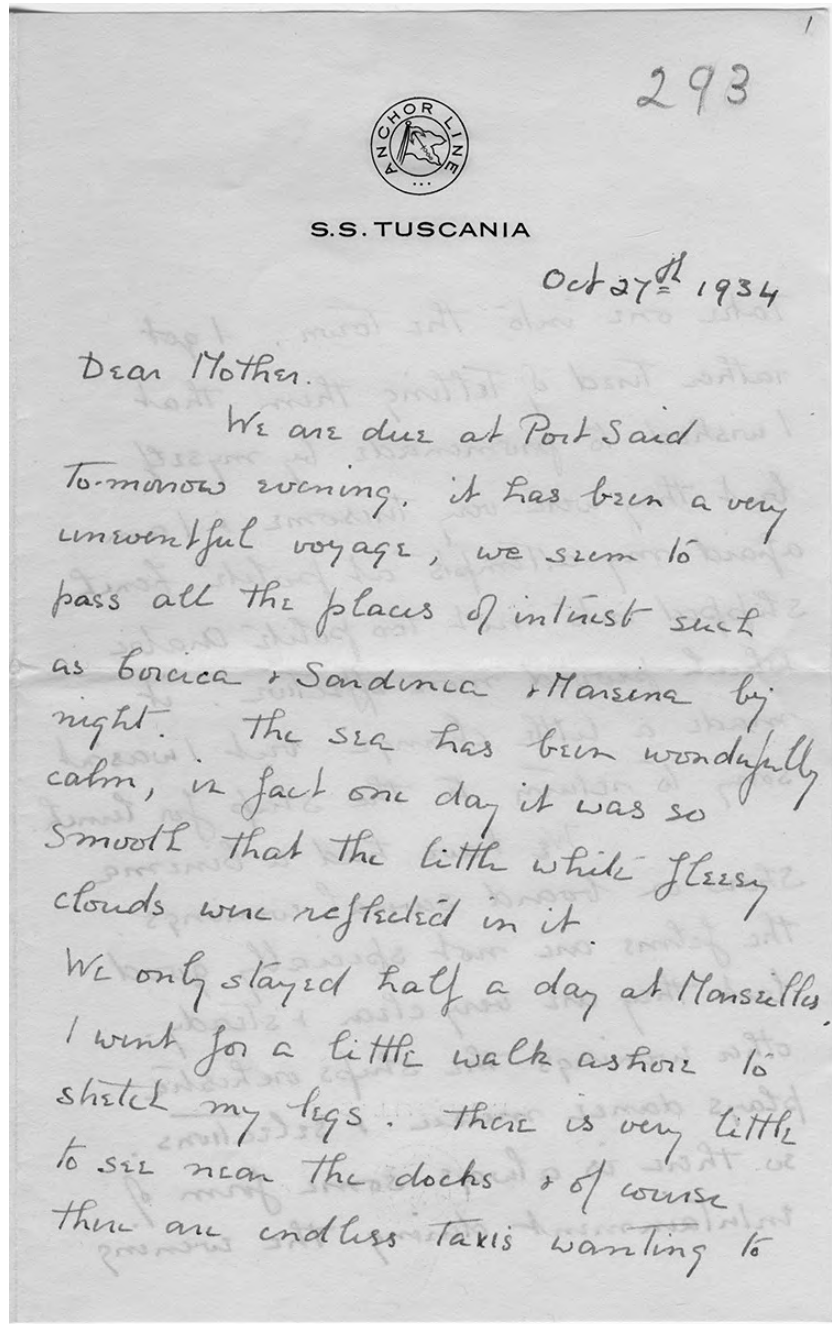 1
293
ANCHOR LINE
S.S. TUSCANIA
Oct 27th 1934
Dear Mother.
We are due at Port Said
To-morrow evening. it has been a very
uneventful voyage, we seem to
pass all the places of interest such
as Corcica & Sardinia & Messina by
night. The sea has been wonderfully
calm, in fact one day it was so
smooth that the little white fleesy
clouds were reflected in it
We only stayed half a day at Marseilles,
I went for a little walk ashore to
stretch my legs. there is very little
to see near the docks & of course
there are endless Taxis wanting to